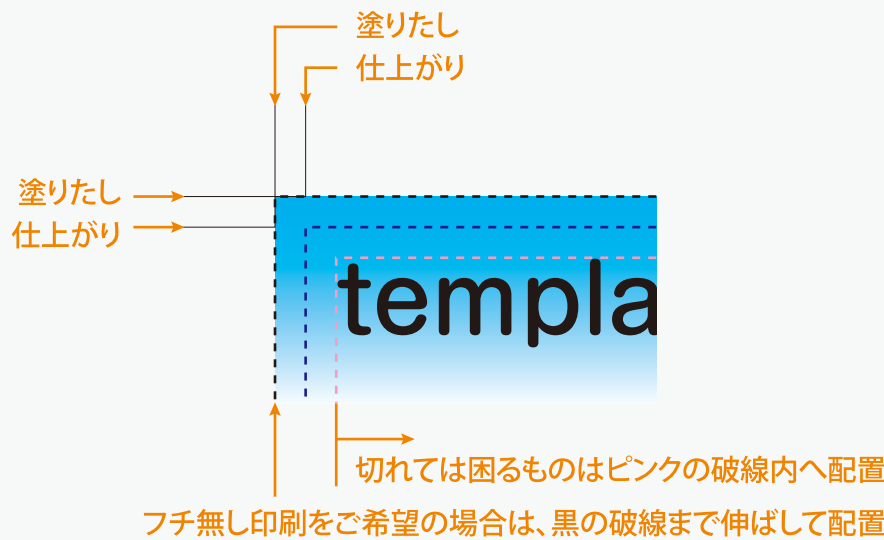 塗りたし
仕上がり
塗りたし
仕上がり
templa
切れては困るものはピンクの破線内へ配置
フチ無し印刷をご希望の場合は、黒の破線まで伸ばして配置